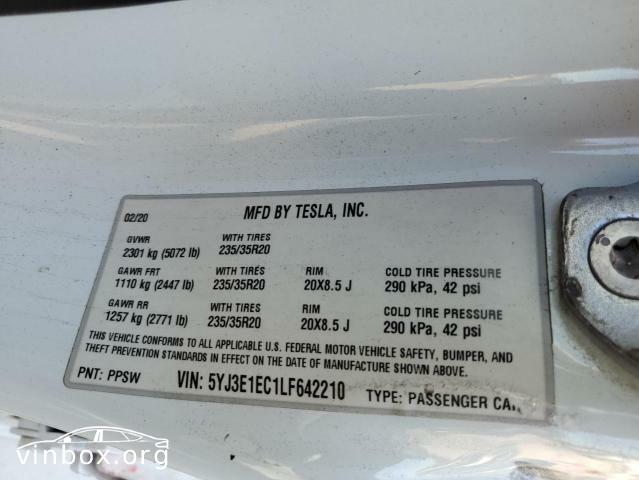 02/20 MFD BY TESLA, INC.
GVWR WITH TIRES
2301 kg (5072 lb) 235/35R20
GAWR FRT WITH TIRES RIM COLD TIRE PRESSURE
1110 kg (2447 lb) 235/35R20 20X8.5 J 290 kPa, 42 psi
GAWR RR WITH TIRES RIM COLD TIRE PRESSURE
1257 kg (2771 lb) 235/35R20 20X8.5 J 290 kPa, 42 psi
THIS VEHICLE CONFORMS TO ALL APPLICABLE U.S. FEDERAL MOTOR VEHICLE SAFETY, BUMPER, AND
THEFT PREVENTION STANDARDS IN EFFECT ON THE DATE OF MANUFACTURE SHOWN ABOVE.
PNT: PPSW VIN: 5YJ3E1EC1LF642210 TYPE: PASSENGER CAR
vinbox.org